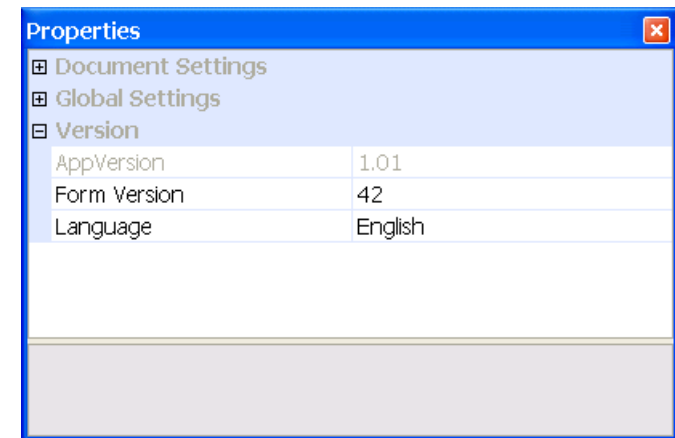 Properties
Document Settings
Global Settings
Version
AppVersion 1.01
Form Version 42
Language English